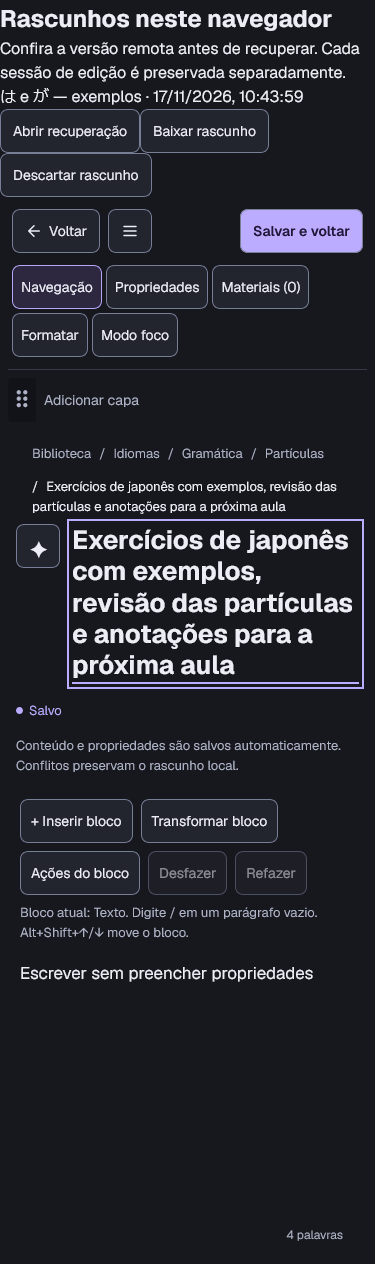 Rascunhos neste navegador
Confira a versão remota antes de recuperar. Cada
sessão de edição é preservada separadamente.
は e が — exemplos · 17/11/2026, 10:43:59
Abrir recuperação Baixar rascunho
Descartar rascunho
← Voltar Salvar e voltar
Navegação Propriedades Materiais (0)
Formatar Modo foco
Adicionar capa
Biblioteca / Idiomas / Gramática / Partículas
/ Exercícios de japonês com exemplos, revisão das
partículas e anotações para a próxima aula
Exercícios de japonês
com exemplos,
revisão das partículas
e anotações para a
próxima aula
Salvo
Conteúdo e propriedades são salvos automaticamente.
Conflitos preservam o rascunho local.
+ Inserir bloco Transformar bloco
Ações do bloco Desfazer Refazer
Bloco atual: Texto. Digite / em um parágrafo vazio.
Alt+Shift+↑/↓ move o bloco.
Escrever sem preencher propriedades
4 palavras